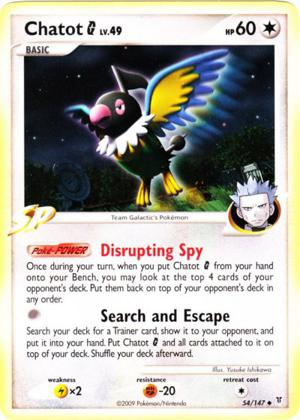 Chatot G LV.49 HP 60
BASIC
Team Galactic's Pokémon
SP
Poké-POWER Disrupting Spy
Once during your turn, when you put Chatot G from your hand
onto your Bench, you may look at the top 4 cards of your
opponent's deck. Put them back on top of your opponent's deck
in any order.
Search and Escape
Search your deck for a Trainer card, show it to your opponent, and
put it into your hand. Put Chatot G and all cards attached to it on
top of your deck. Shuffle your deck afterward.
Illus. Yusuke Ishikawa
weakness resistance retreat cost
×2 -20
©2009 Pokémon/Nintendo 54/147